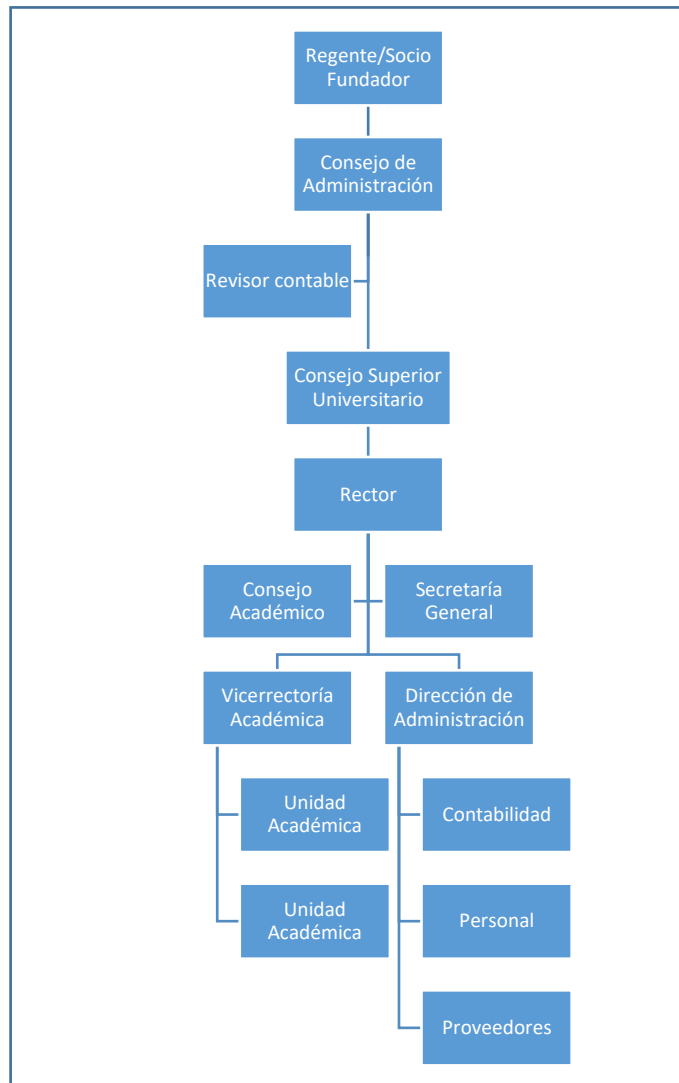 Regente/Socio
Fundador
Consejo de
Administración
Revisor contable
Consejo Superior
Universitario
Rector
Consejo
Académico
Secretaría
General
Vicerrectoría
Académica
Dirección de
Administración
Unidad
Académica
Contabilidad
Unidad
Académica
Personal
Proveedores